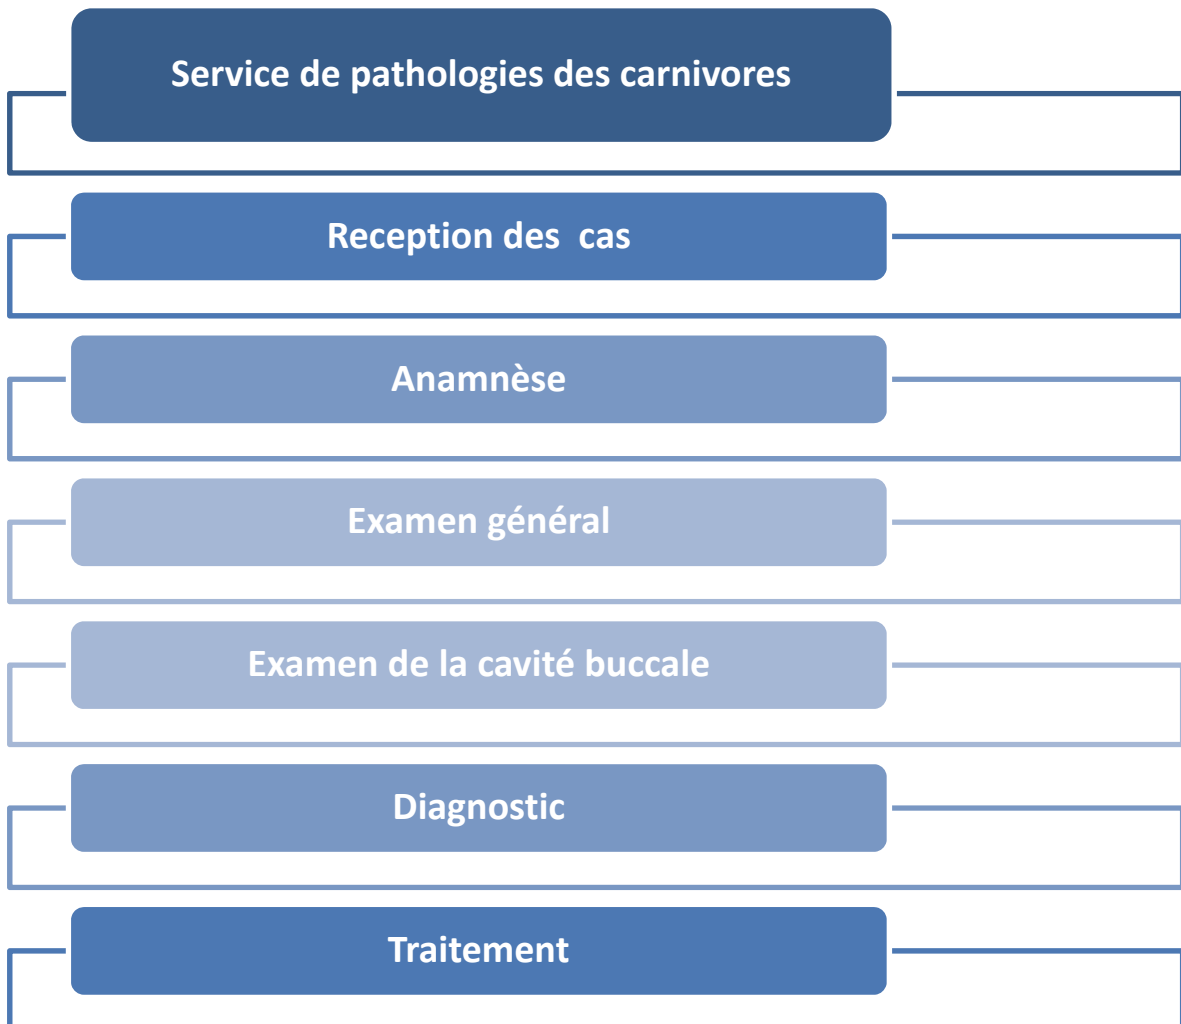 Service de pathologies des carnivores
Reception des  cas
Anamnèse
Examen général
Examen de la cavité buccale
Diagnostic
Traitement